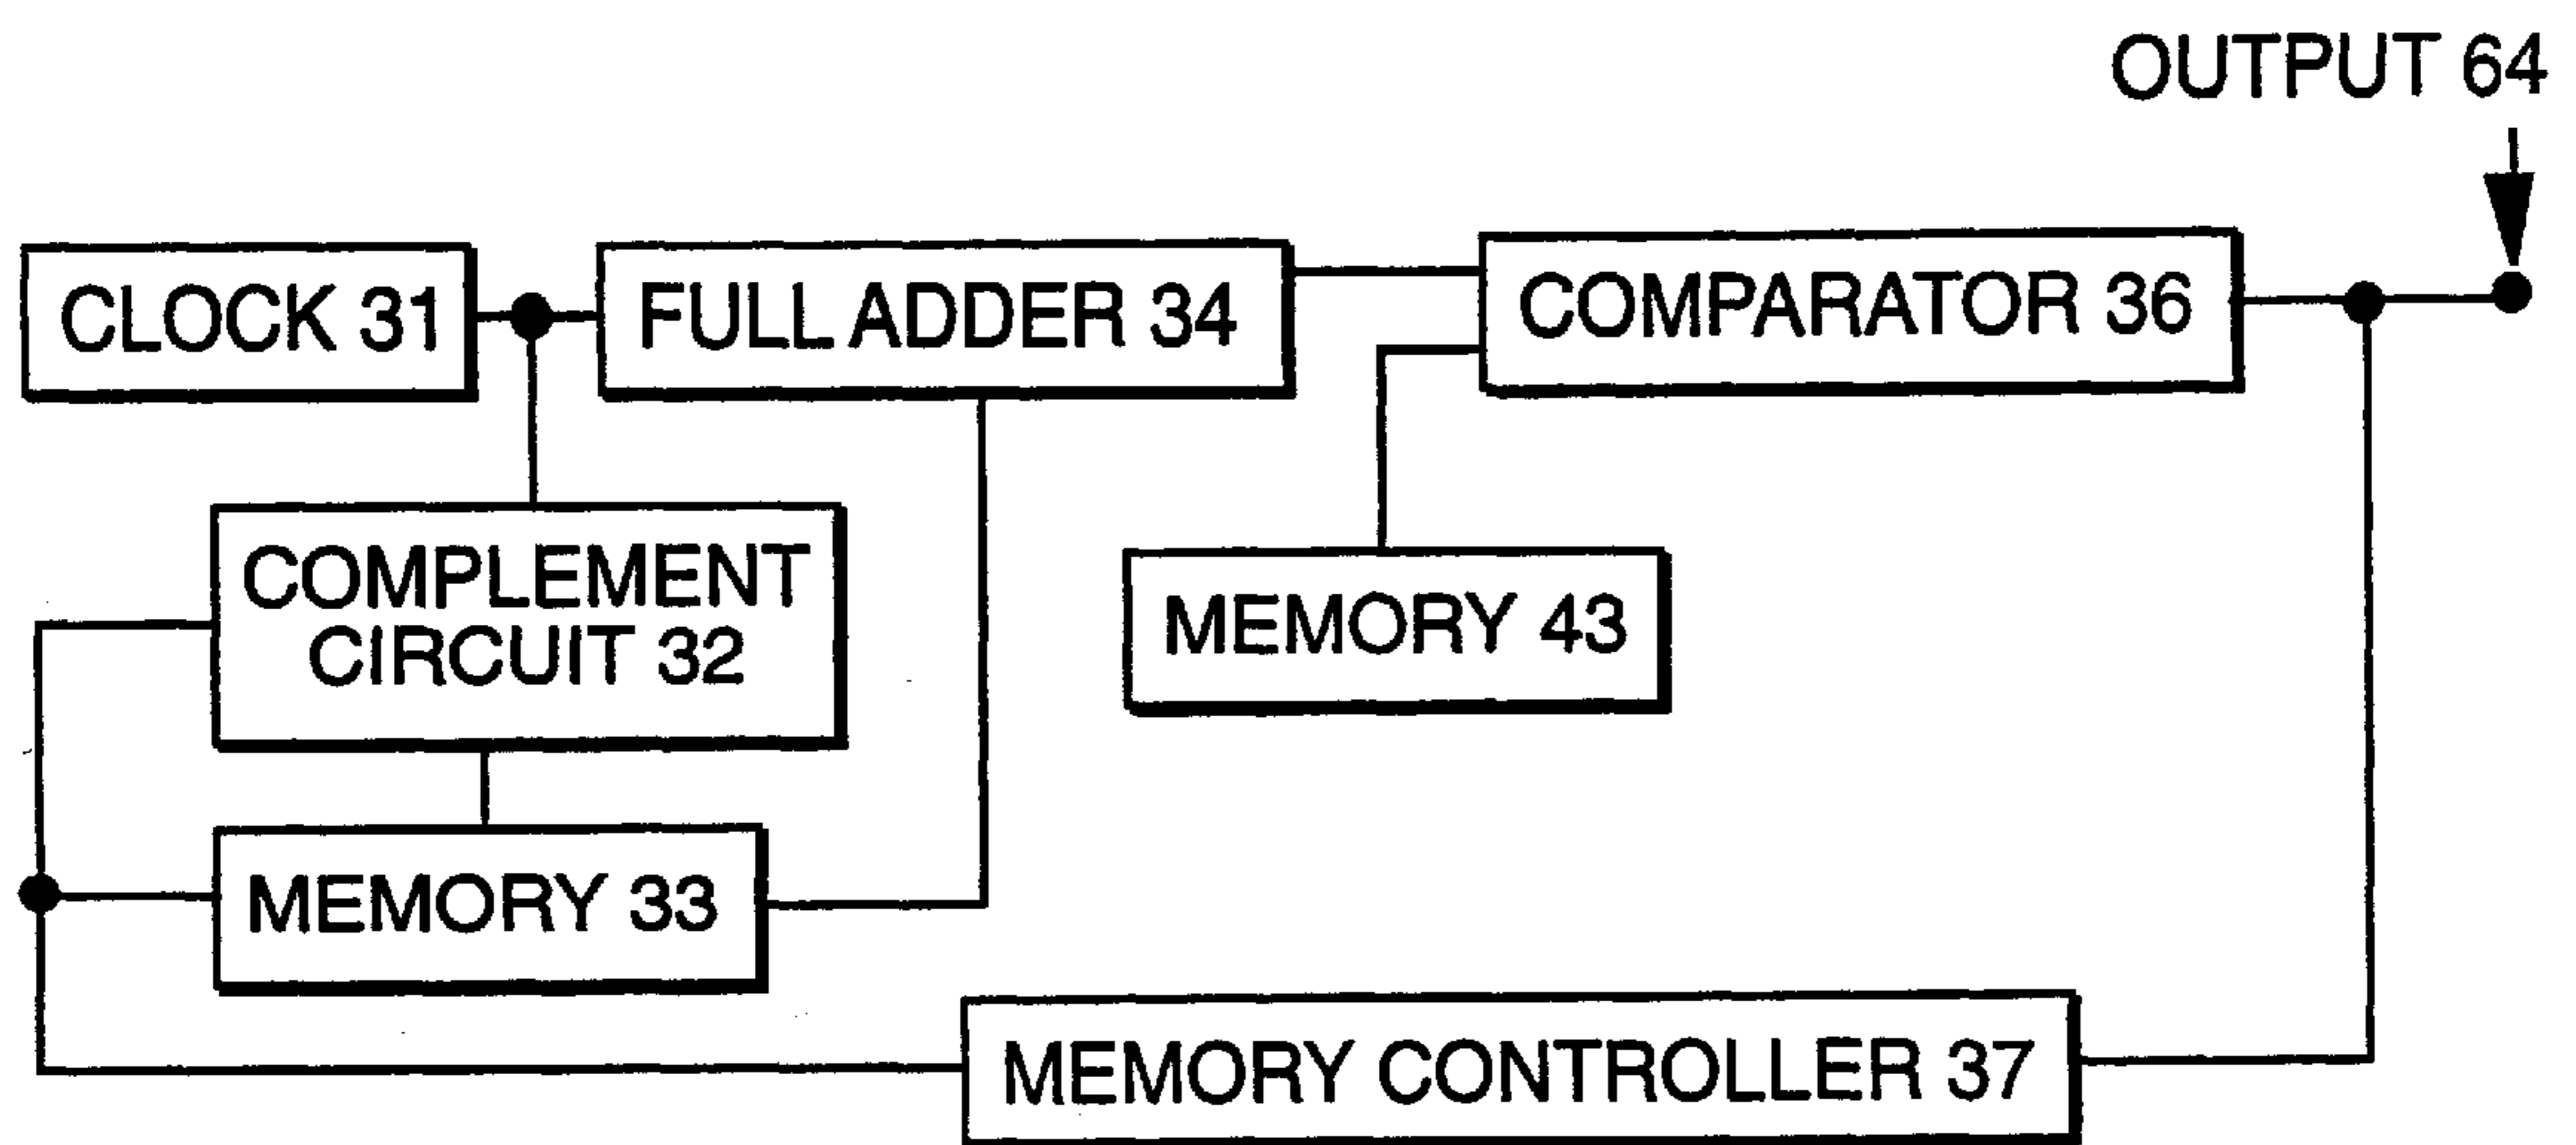 OUTPUT 64
CLOCK 31
FULL ADDER 34
COMPARATOR 36
COMPLEMENT
CIRCUIT 32
MEMORY 43
MEMORY 33
MEMORY CONTROLLER 37